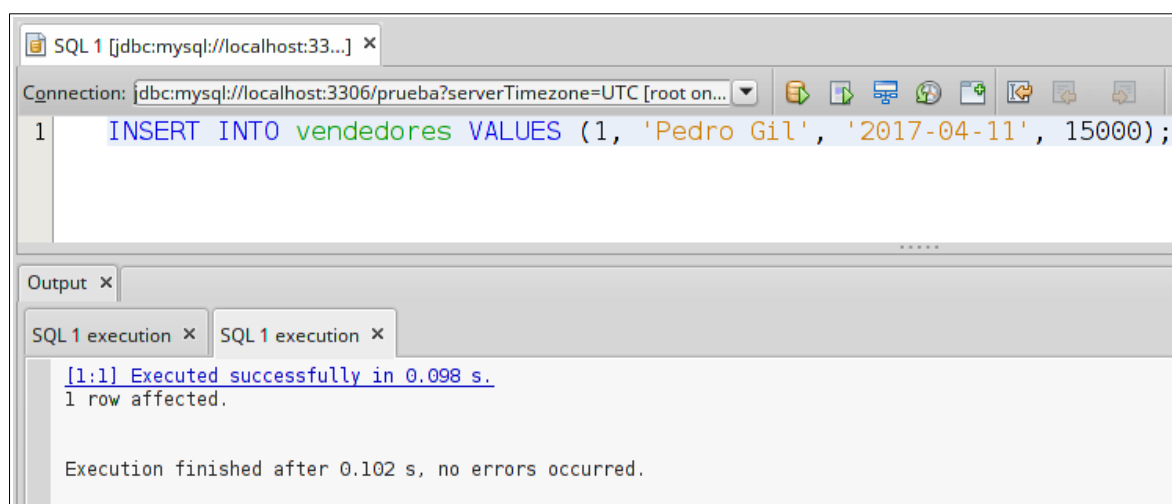 SQL 1 [jdbc:mysql://localhost:33...] ×
Connection: jdbc:mysql://localhost:3306/prueba?serverTimezone=UTC [root on...
1 INSERT INTO vendedores VALUES (1, 'Pedro Gil', '2017-04-11', 15000);
Output ×
SQL 1 execution × SQL 1 execution ×
[1:1] Executed successfully in 0.098 s.
1 row affected.
Execution finished after 0.102 s, no errors occurred.